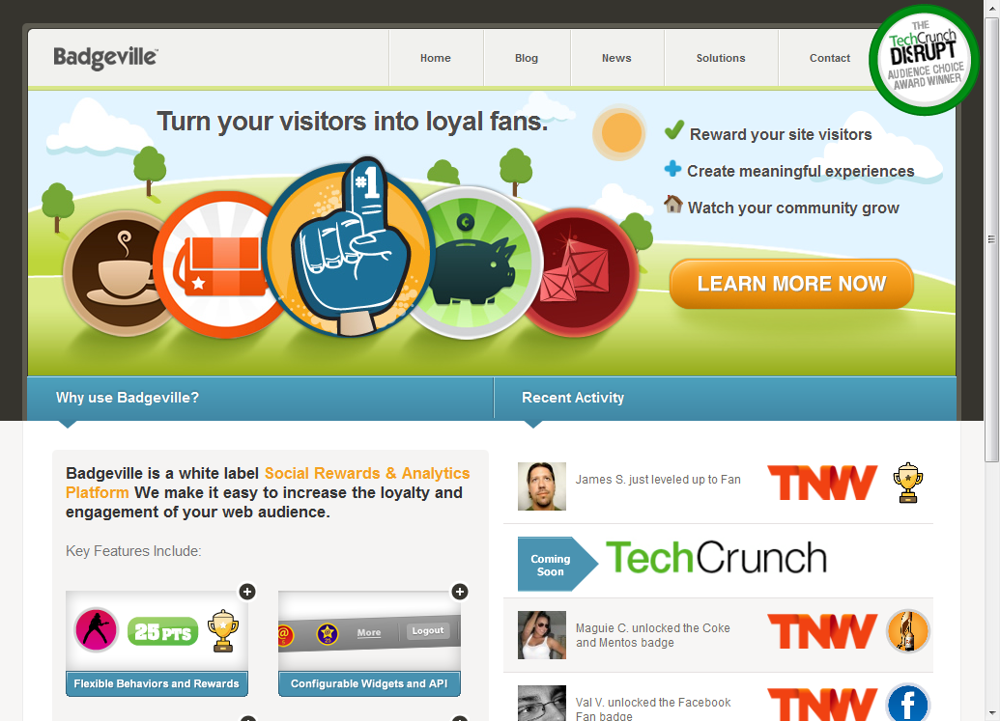 Badgeville™
Home
Blog
News
Solutions
Contact
THE
TechCrunch
DISRUPT
AUDIENCE CHOICE
AWARD WINNER
Turn your visitors into loyal fans.
Reward your site visitors
Create meaningful experiences
Watch your community grow
#1
LEARN MORE NOW
Why use Badgeville?
Recent Activity
Badgeville is a white label Social Rewards & Analytics
Platform We make it easy to increase the loyalty and
engagement of your web audience.
Key Features Include:
25 PTS
Flexible Behaviors and Rewards
@
More
Logout
Configurable Widgets and API
James S. just leveled up to Fan
TNW
Coming
Soon
TechCrunch
Maguie C. unlocked the Coke
and Mentos badge
TNW
Val V. unlocked the Facebook
Fan badge
TNW
f